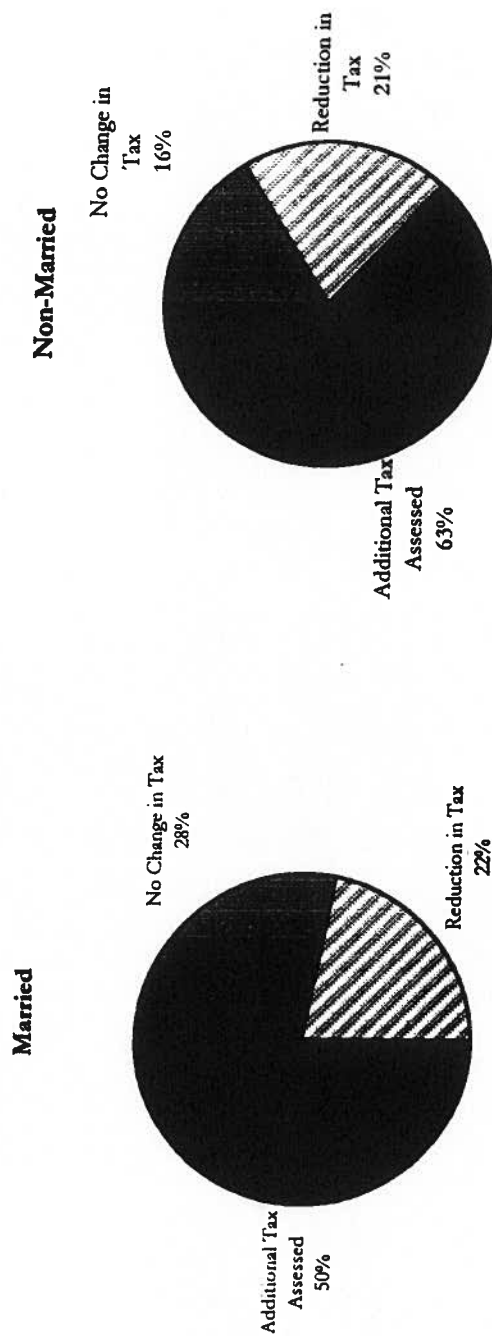 Married
No Change in Tax
28%
Reduction in Tax
22%
Additional Tax
Assessed
50%
Non-Married
No Change in
Tax
16%
Reduction in
Tax
21%
Additional Tax
Assessed
63%